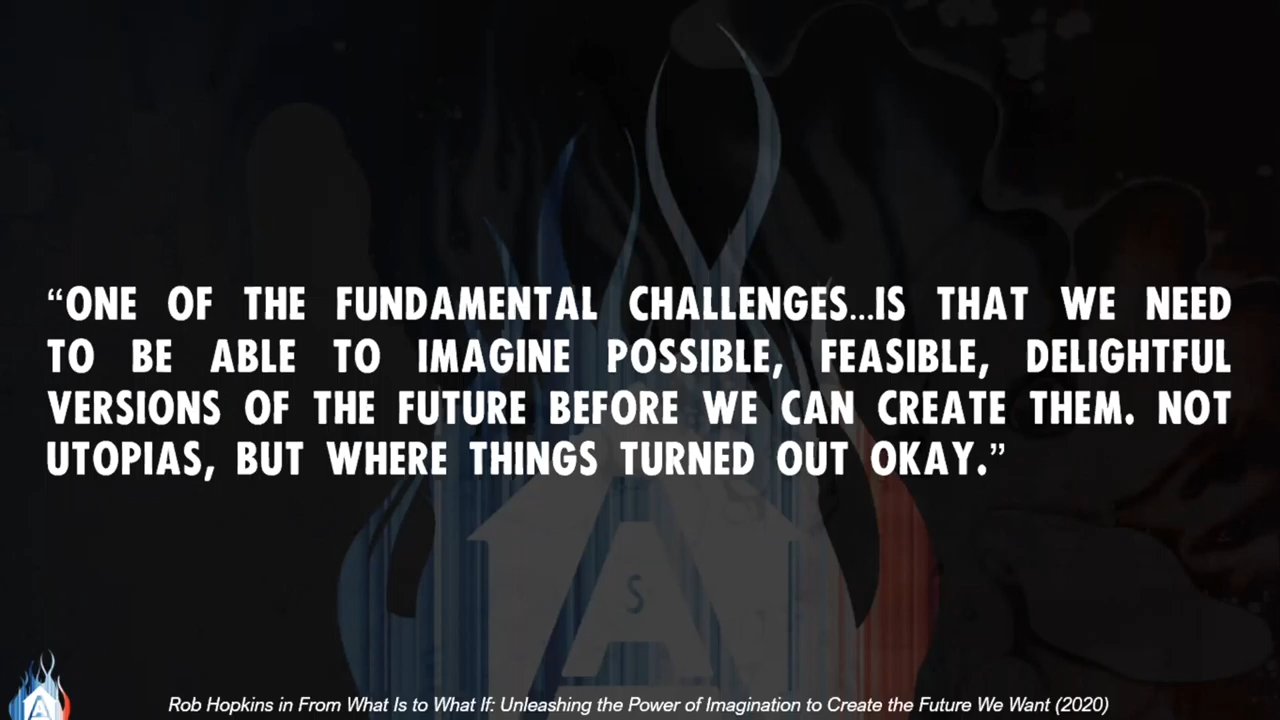 “ONE OF THE FUNDAMENTAL CHALLENGES...IS THAT WE NEED
TO BE ABLE TO IMAGINE POSSIBLE, FEASIBLE, DELIGHTFUL
VERSIONS OF THE FUTURE BEFORE WE CAN CREATE THEM. NOT
UTOPIAS, BUT WHERE THINGS TURNED OUT OKAY.”
S
A
A
Rob Hopkins in From What Is to What If: Unleashing the Power of Imagination to Create the Future We Want (2020)